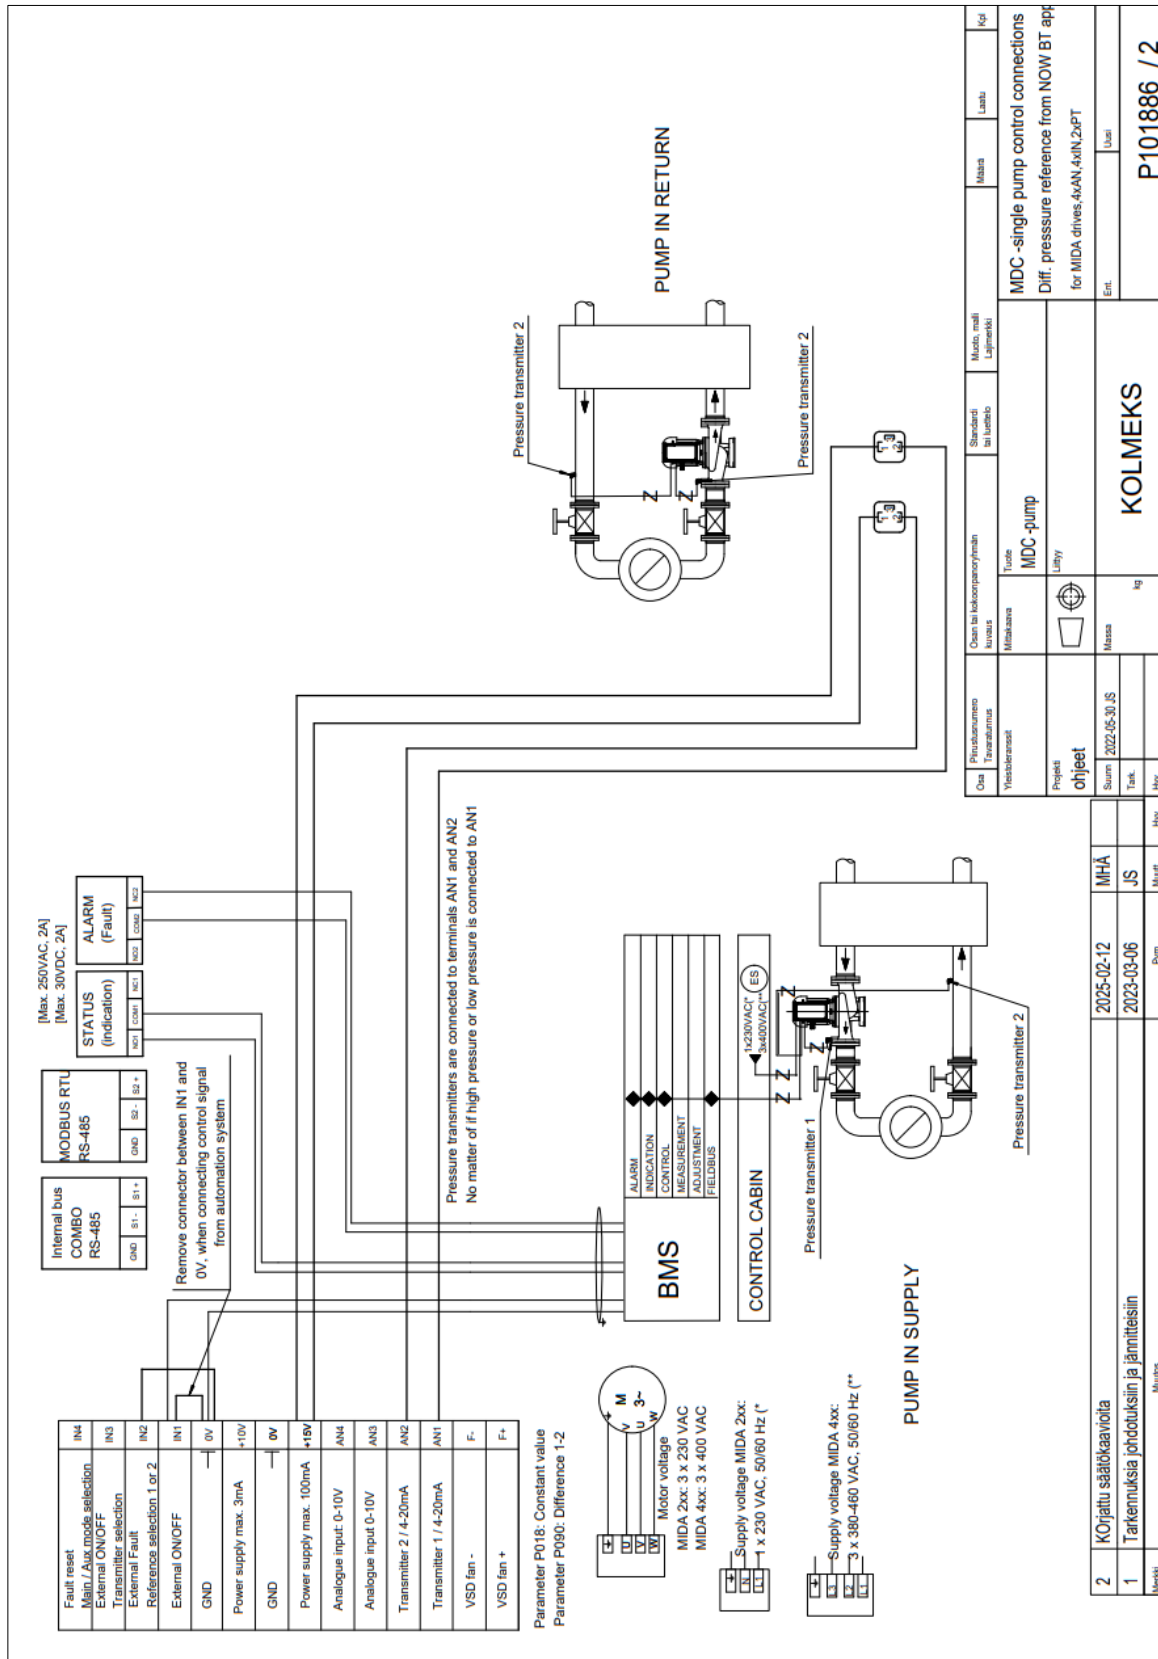 [Max. 250VAC, 2A]
[Max. 30VDC, 2A]
Internal bus
COMBO
RS-485
GND
S1 -
S1 +
MODBUS RTU
RS-485
GND
S2 -
S2 +
STATUS
(indication)
NO1
COM1
NC1
ALARM
(Fault)
NO2
COM2
NC2
Remove connector between IN1 and
0V, when connecting control signal
from automation system
Fault reset
Main / Aux mode selection
IN4
External ON/OFF
Transmitter selection
IN3
External Fault
Reference selection 1 or 2
IN2
External ON/OFF
IN1
GND
0V
Power supply max. 3mA
+10V
GND
0V
Power supply max. 100mA
+15V
Analogue input: 0-10V
AN4
Analogue input 0-10V
AN3
Transmitter 2 / 4-20mA
AN2
Transmitter 1 / 4-20mA
AN1
VSD fan -
F-
VSD fan +
F+
Parameter P018: Constant value
Parameter P090: Difference 1-2
Pressure transmitters are connected to terminals AN1 and AN2
No matter of if high pressure or low pressure is connected to AN1
U
V
W
M
3~
V
U
W
Motor voltage
MIDA 2xx: 3 x 230 VAC
MIDA 4xx: 3 x 400 VAC
N
L1
Supply voltage MIDA 2xx:
1 x 230 VAC, 50/60 Hz (*
L3
L2
L1
Supply voltage MIDA 4xx:
3 x 380-460 VAC, 50/60 Hz (**
BMS
ALARM
INDICATION
CONTROL
MEASUREMENT
ADJUSTMENT
FIELDBUS
CONTROL CABIN
1x230VAC(*
3x400VAC(**
ES
Pressure transmitter 1
Pressure transmitter 2
PUMP IN SUPPLY
Pressure transmitter 2
Pressure transmitter 2
PUMP IN RETURN
1
2
3
1
2
3
Osa
Piirustusnumero
Tavaratunnus
Osan tai kokoonpanoryhmän
kuvaus
Standardi
tai luettelo
Muoto, malli
Lajimerkki
Määrä
Laatu
Kpl
Yleistoleranssit
Mittakaava
Tuote
MDC -pump
MDC -single pump control connections
Diff. presssure reference from NOW BT app
for MIDA drives,4xAN,4xIN,2xPT
Projekti
ohjeet
Liittyy
Suunn
2022-05-30 JS
Tark.
Hyv.
Massa
kg
KOLMEKS
Ent.
Uusi
P101886 / 2
2
KOrjattu säätökaavioita
2025-02-12
MHÄ
1
Tarkennuksia johdotuksiin ja jännitteisiin
2023-03-06
JS
Merkki
Muutos
Pvm
Muutt
Hyv